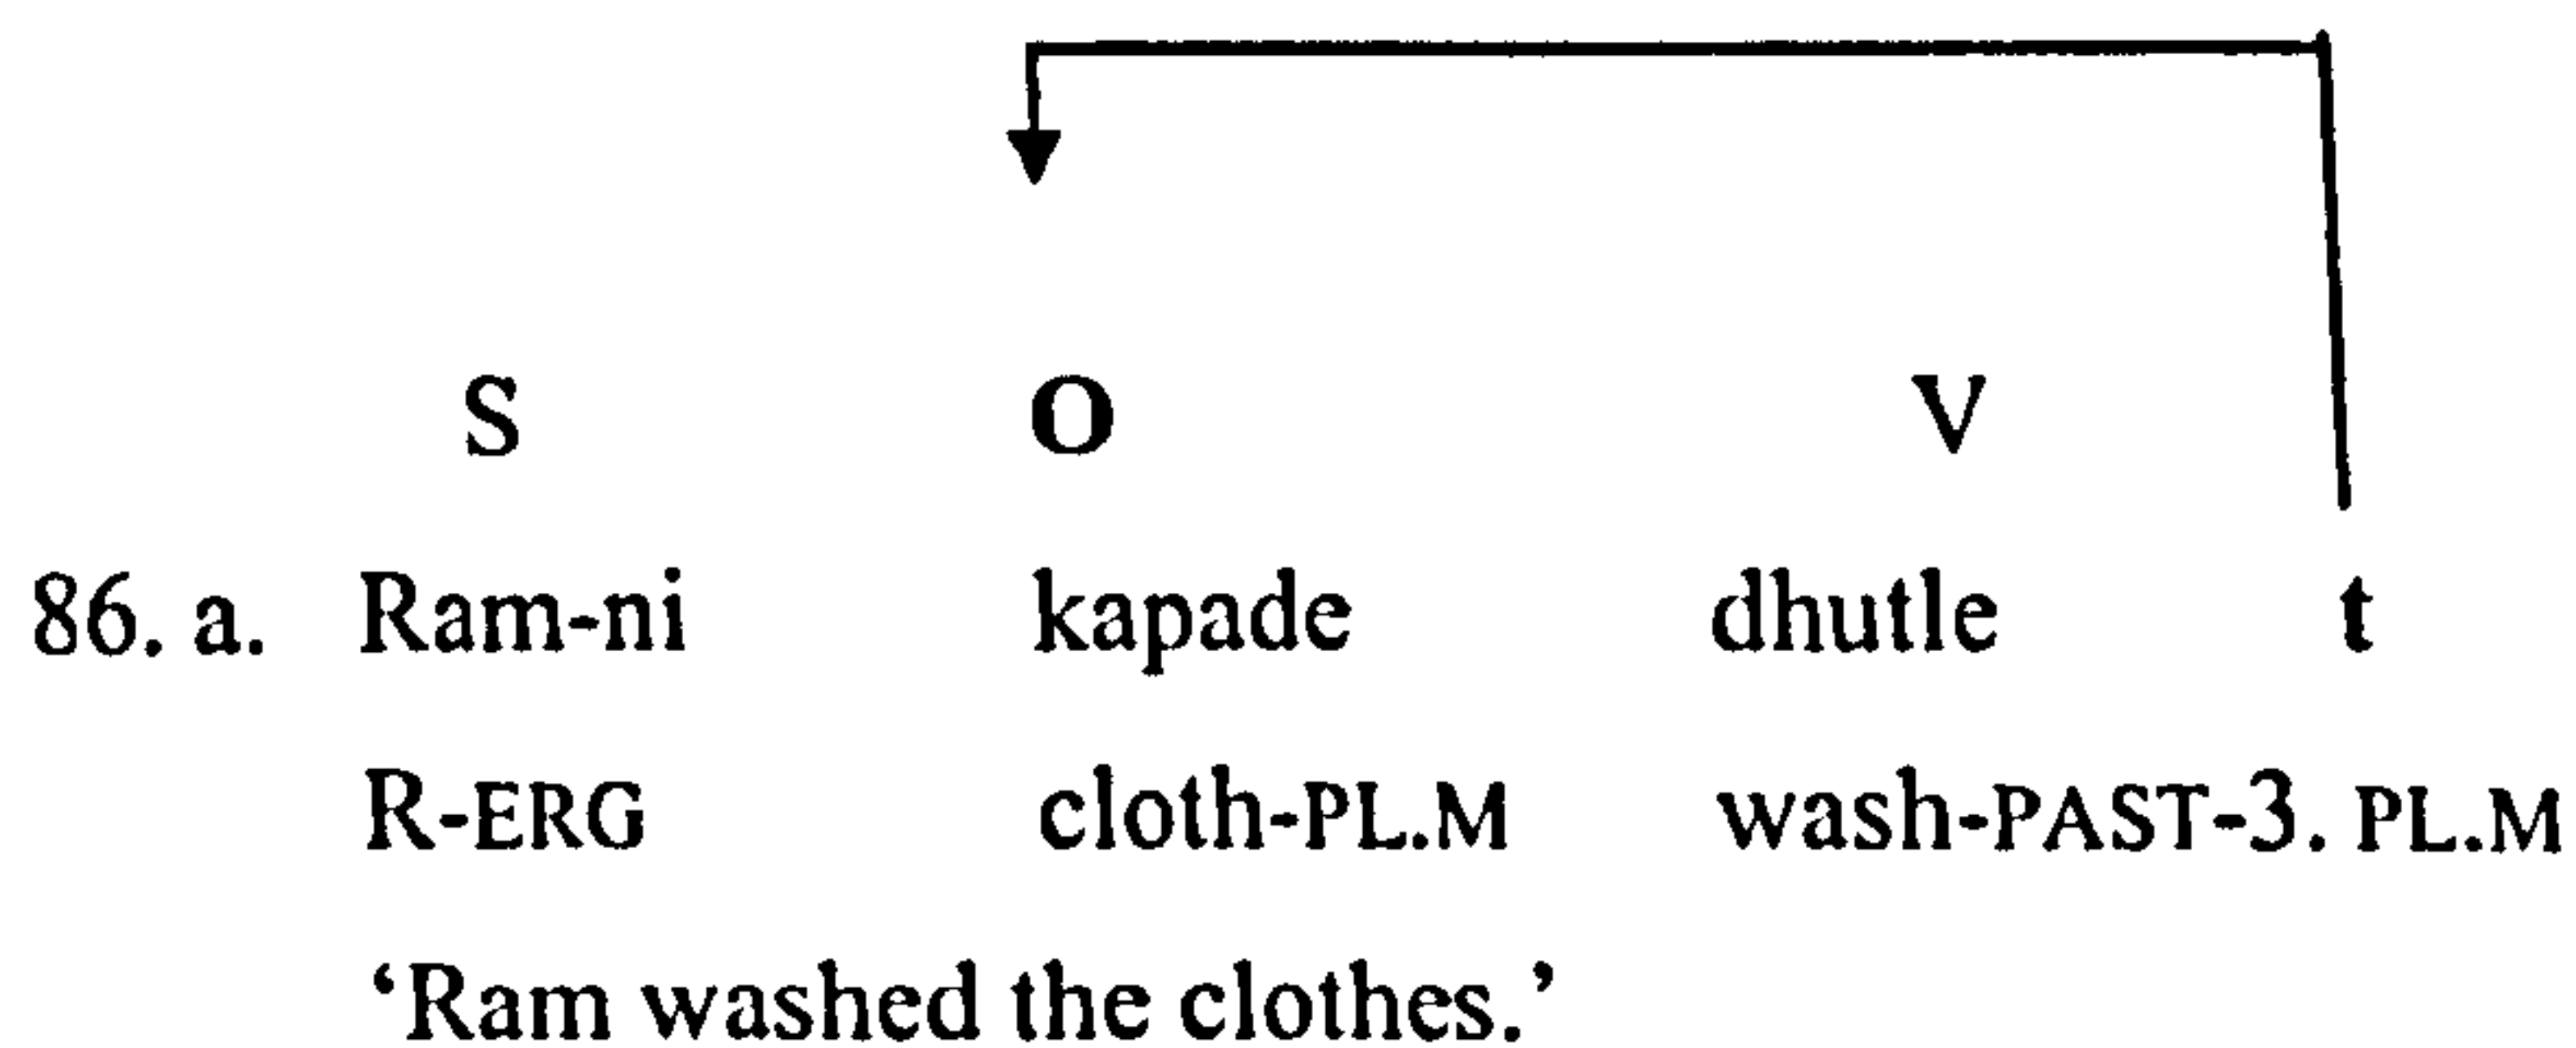 S O V
86. a. Ram-ni kapade dhutle t
R-ERG cloth-PL.M wash-PAST-3. PL.M
‘Ram washed the clothes.’